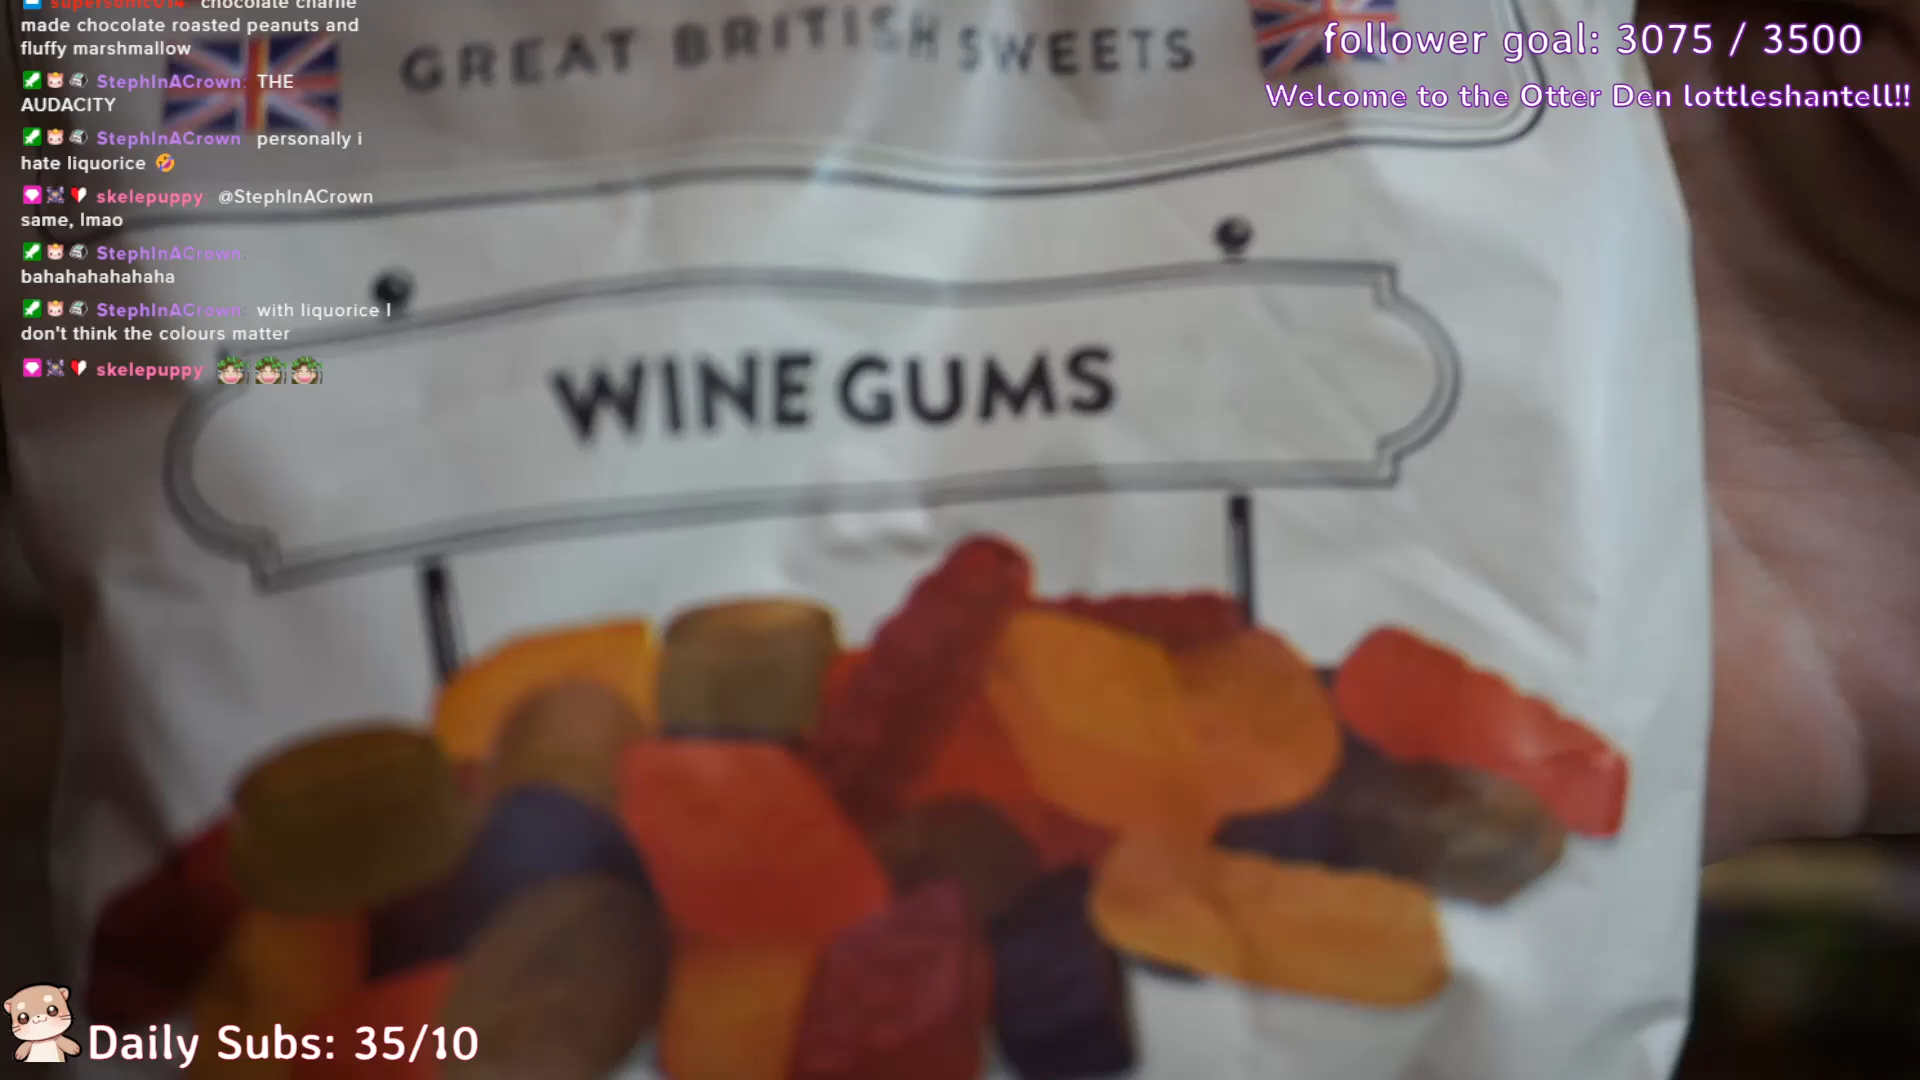 supersonic014: chocolate charlie
made chocolate roasted peanuts and
fluffy marshmallow
StephInACrown: THE
AUDACITY
StephInACrown: personally i
hate liquorice 🤣
skelepuppy: @StephInACrown
same, lmao
StephInACrown:
bahahahahahaha
StephInACrown: with liquorice I
don't think the colours matter
skelepuppy:
GREAT BRITISH SWEETS
WINE GUMS
follower goal: 3075 / 3500
Welcome to the Otter Den lottleshantell!!
Daily Subs: 35/10